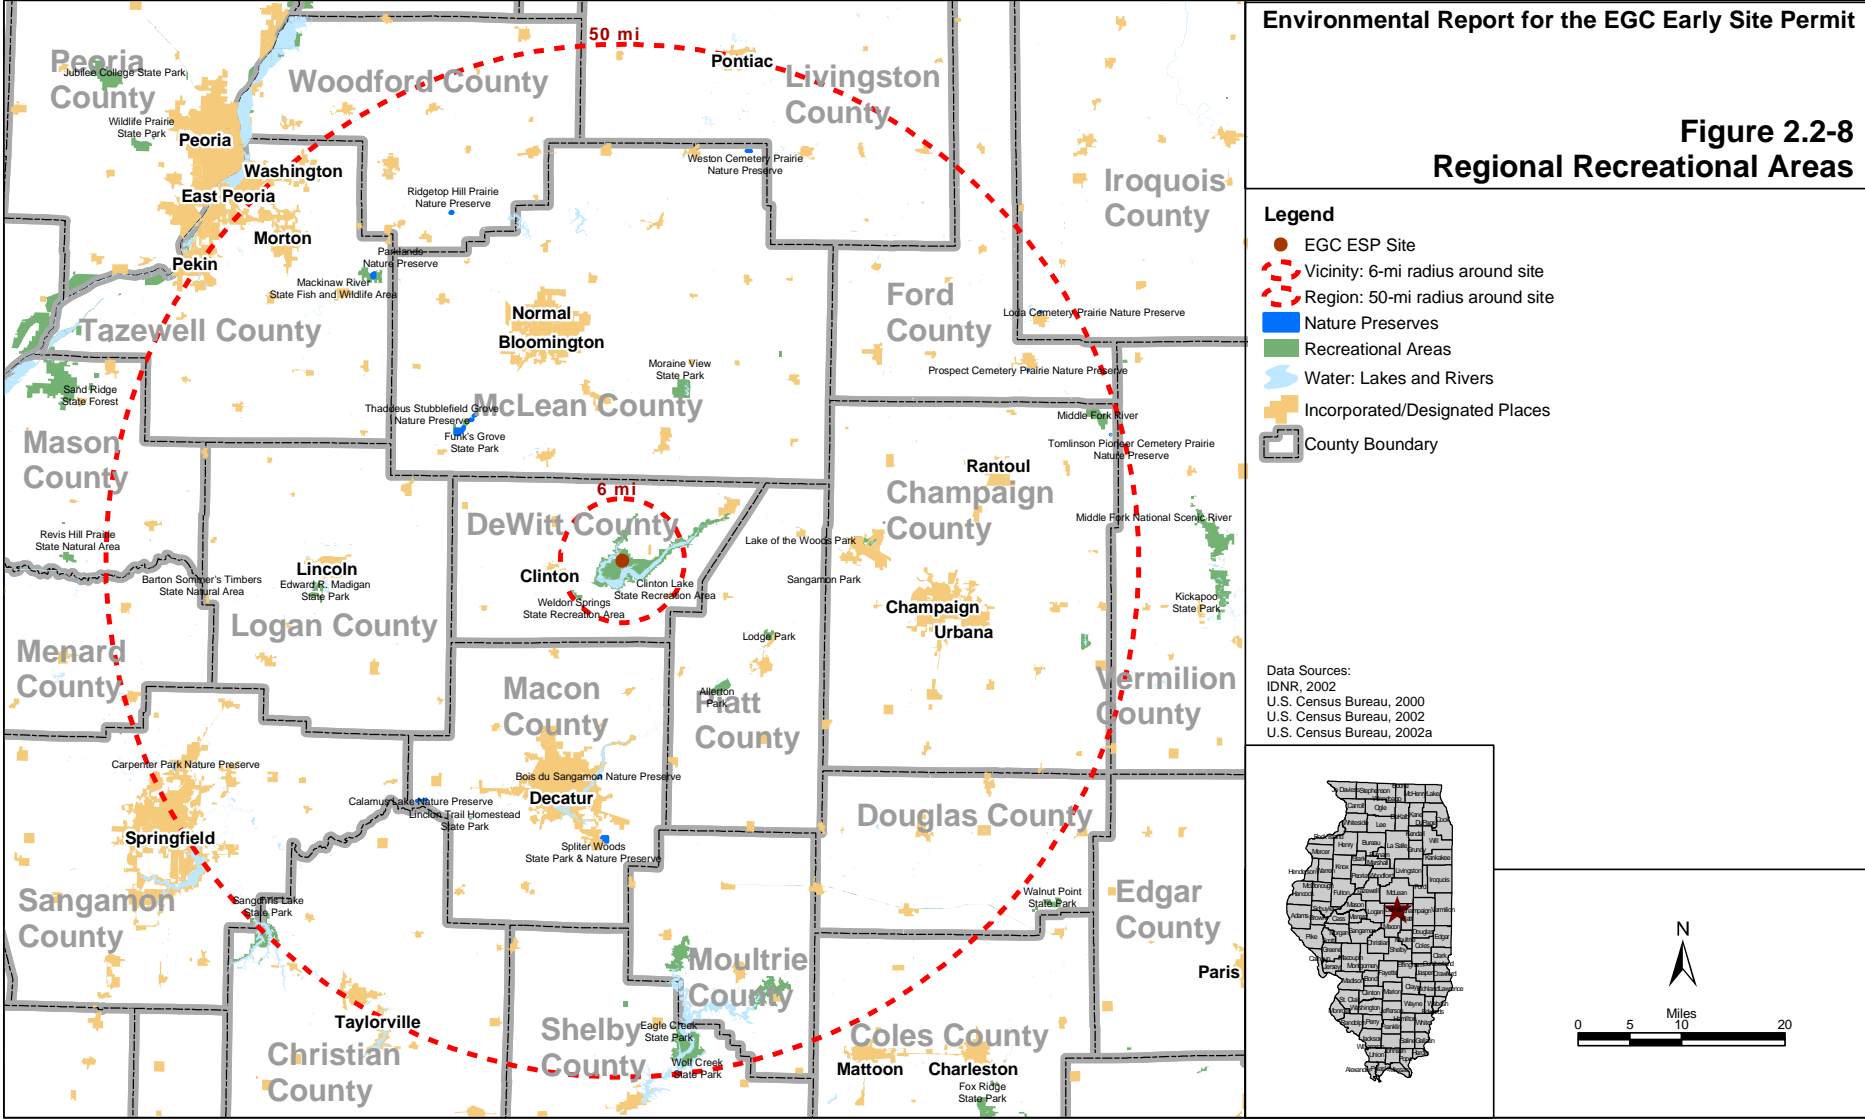 Environmental Report for the EGC Early Site Permit
Figure 2.2-8
Regional Recreational Areas
Legend
EGC ESP Site
Vicinity: 6-mi radius around site
Region: 50-mi radius around site
Nature Preserves
Recreational Areas
Water: Lakes and Rivers
Incorporated/Designated Places
County Boundary
Data Sources:
IDNR, 2002
U.S. Census Bureau, 2000
U.S. Census Bureau, 2002
U.S. Census Bureau, 2002a
N
Miles
0 5 10 20
50 mi
Pontiac
Peoria
County
Jubilee College State Park
Woodford County
Livingston
County
Wildlife Prairie
State Park
Peoria
Washington
East Peoria
Morton
Pekin
Weston Cemetery Prairie
Nature Preserve
Ridgetop Hill Prairie
Nature Preserve
Iroquois
County
Parklands
Nature Preserve
Mackinaw River
State Fish and Wildlife Area
Tazewell County
Normal
Bloomington
Ford
County
Loda Cemetery Prairie Nature Preserve
Sand Ridge
State Forest
Moraine View
State Park
Prospect Cemetery Prairie Nature Preserve
Thaddeus Stubblefield Grove
Nature Preserve
McLean County
Funk's Grove
State Park
Middle Fork River
Tomlinson Pioneer Cemetery Prairie
Nature Preserve
Mason
County
Rantoul
Champaign
County
6 mi
DeWitt County
Middle Fork National Scenic River
Revis Hill Prairie
State Natural Area
Lake of the Woods Park
Lincoln
Edward R. Madigan
State Park
Barton Sommer's Timbers
State Natural Area
Clinton
Clinton Lake
State Recreation Area
Weldon Springs
State Recreation Area
Sangamon Park
Kickapoo
State Park
Champaign
Urbana
Logan County
Lodge Park
Menard
County
Macon
County
Allerton
Park
Piatt
County
Vermilion
County
Carpenter Park Nature Preserve
Bois du Sangamon Nature Preserve
Decatur
Calamus Lake Nature Preserve
Lincoln Trail Homestead
State Park
Springfield
Spliter Woods
State Park & Nature Preserve
Douglas County
Sangamon
County
Sangchris Lake
State Park
Walnut Point
State Park
Edgar
County
Moultrie
County
Paris
Taylorville
Christian
County
Shelby
County
Eagle Creek
State Park
Wolf Creek
State Park
Coles County
Mattoon
Charleston
Fox Ridge
State Park